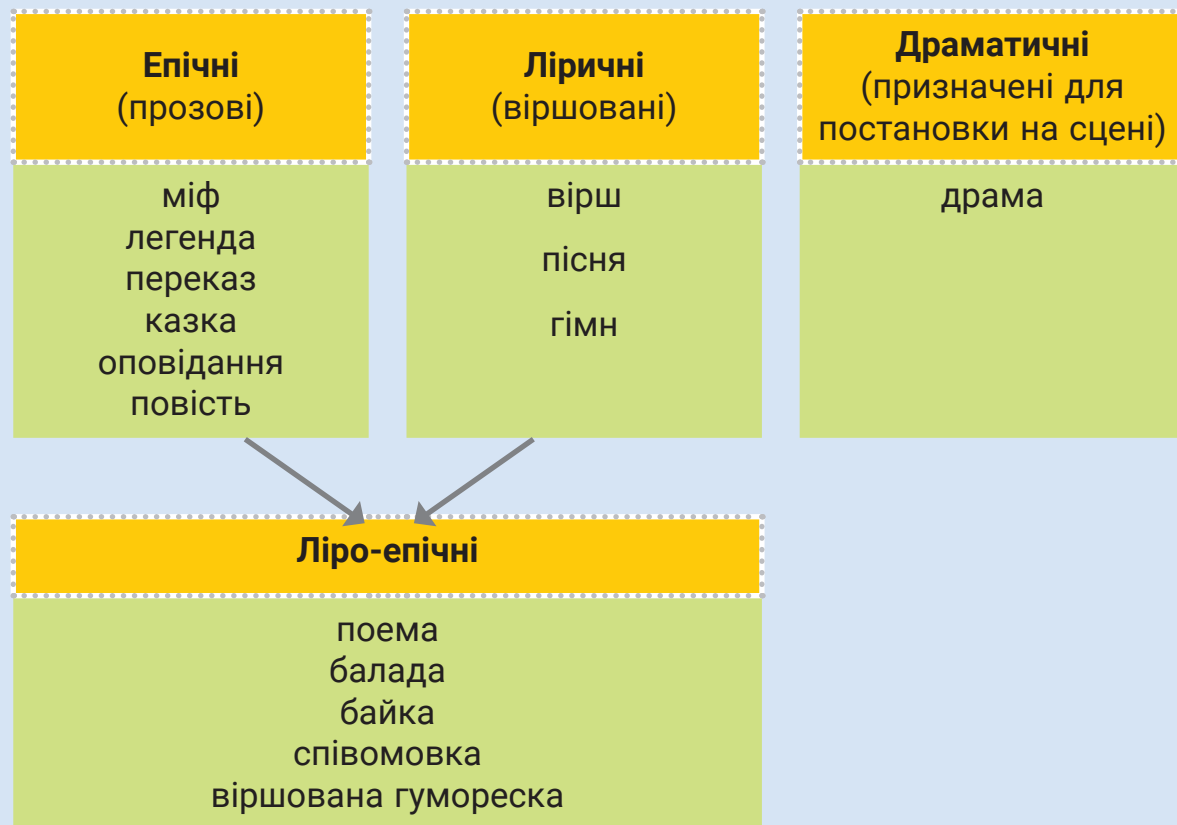 Епічні
(прозові)
міф
легенда
переказ
казка
оповідання
повість
Ліричні
(віршовані)
вірш
пісня
гімн
Драматичні
(призначені для
постановки на сцені)
драма
Ліро-епічні
поема
балада
байка
співомовка
віршована гумореска